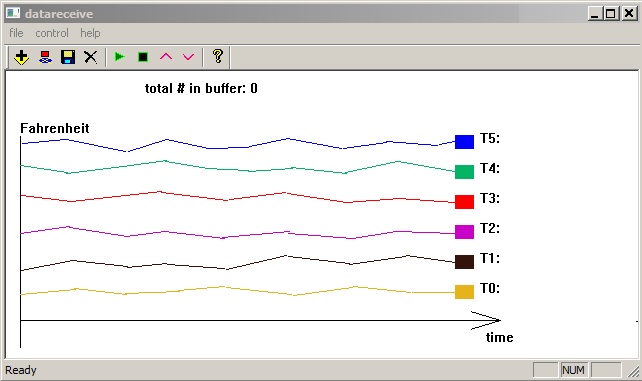 datareceive
file control help
?
total # in buffer: 0
Fahrenheit
T5:
T4:
T3:
T2:
T1:
T0:
time
Ready NUM